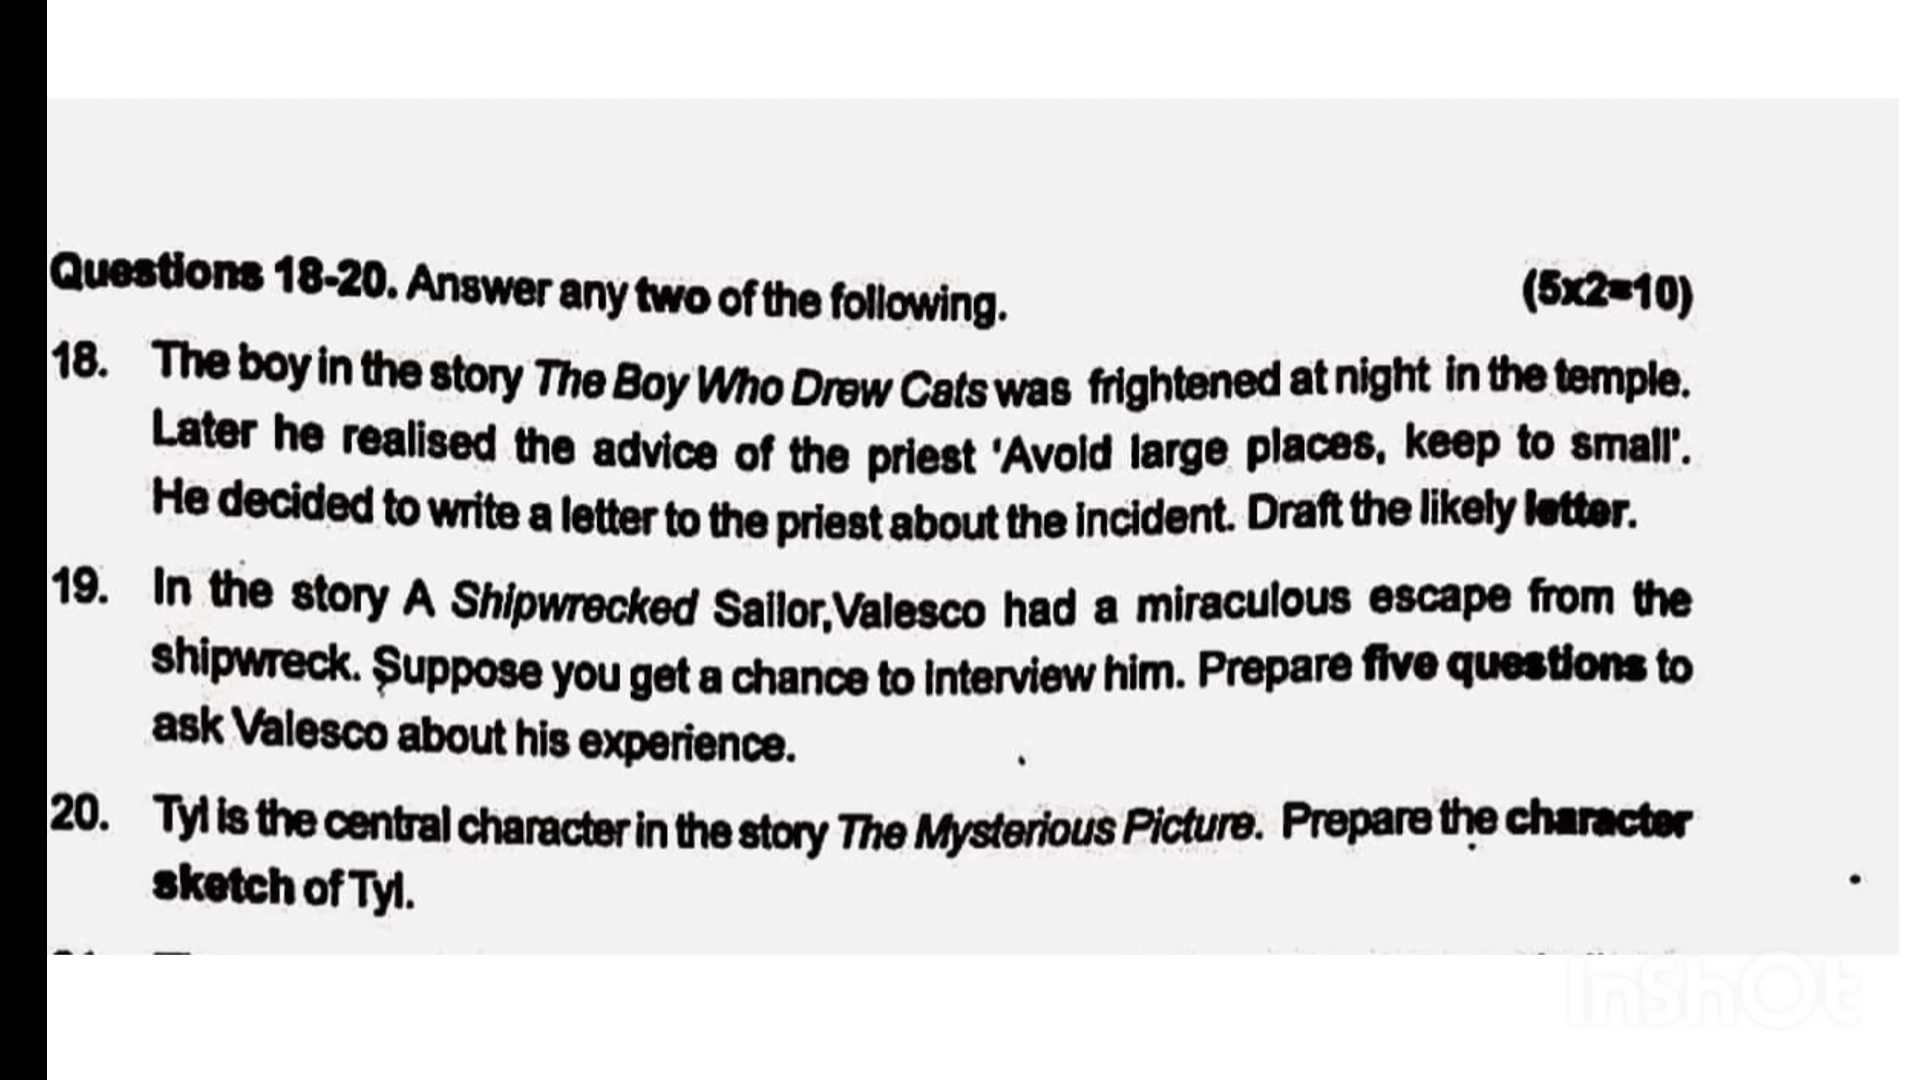 Questions 18-20. Answer any two of the following. (5x2=10)
18. The boy in the story The Boy Who Drew Cats was frightened at night in the temple.
Later he realised the advice of the priest 'Avoid large places, keep to small'.
He decided to write a letter to the priest about the incident. Draft the likely letter.
19. In the story A Shipwrecked Sailor,Valesco had a miraculous escape from the
shipwreck. Suppose you get a chance to interview him. Prepare five questions to
ask Valesco about his experience.
20. Tyl is the central character in the story The Mysterious Picture. Prepare the character
sketch of Tyl.
InShOt